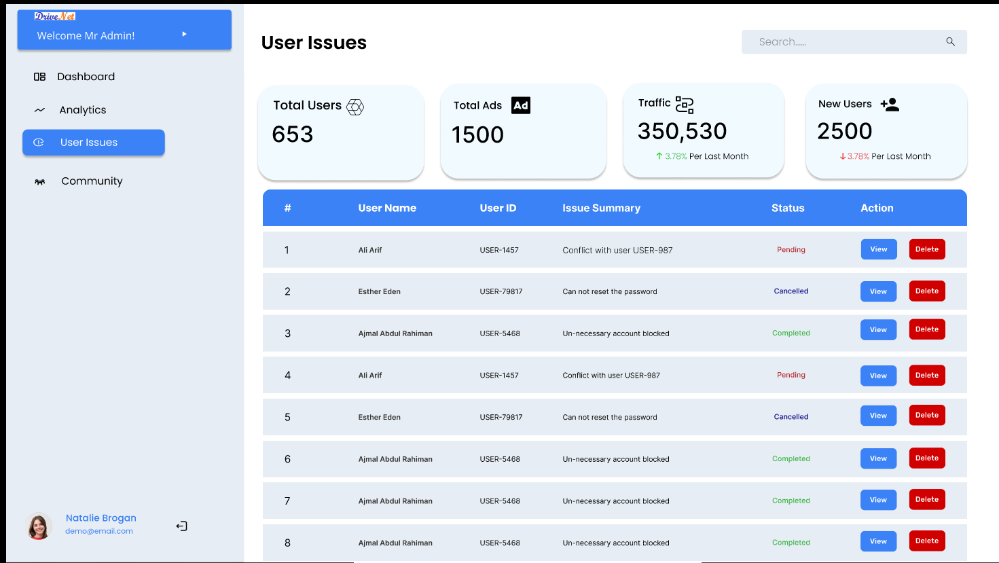 Drive.Net
Welcome Mr Admin!
Dashboard
Analytics
User Issues
Community
Natalie Brogan
demo@email.com
User Issues
Search......
Total Users
653
Total Ads Ad
1500
Traffic
350,530
3.78% Per Last Month
New Users
2500
3.78% Per Last Month
# User Name User ID Issue Summary Status Action
1 Ali Arif USER-1457 Conflict with user USER-987 Pending View Delete
2 Esther Eden USER-79817 Can not reset the password Cancelled View Delete
3 Ajmal Abdul Rahiman USER-5468 Un-necessary account blocked Completed View Delete
4 Ali Arif USER-1457 Conflict with user USER-987 Pending View Delete
5 Esther Eden USER-79817 Can not reset the password Cancelled View Delete
6 Ajmal Abdul Rahiman USER-5468 Un-necessary account blocked Completed View Delete
7 Ajmal Abdul Rahiman USER-5468 Un-necessary account blocked Completed View Delete
8 Ajmal Abdul Rahiman USER-5468 Un-necessary account blocked Completed View Delete